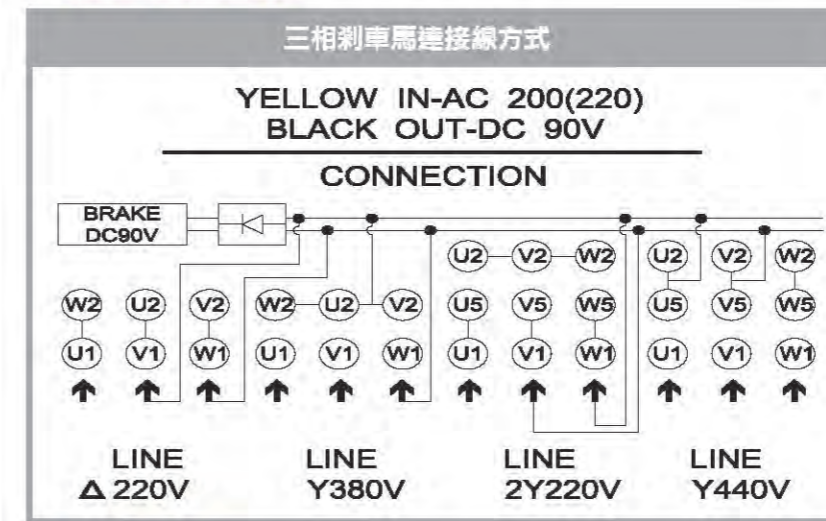 三相剎車馬達接線方式
YELLOW IN-AC 200(220)
BLACK OUT-DC 90V
CONNECTION
BRAKE
DC90V
U2 V2 W2 U2 V2 W2
W2 U2 V2 W2 U2 V2 U5 V5 W5 U5 V5 W5
U1 V1 W1 U1 V1 W1 U1 V1 W1 U1 V1 W1
LINE LINE LINE LINE
Δ 220V Y380V 2Y220V Y440V